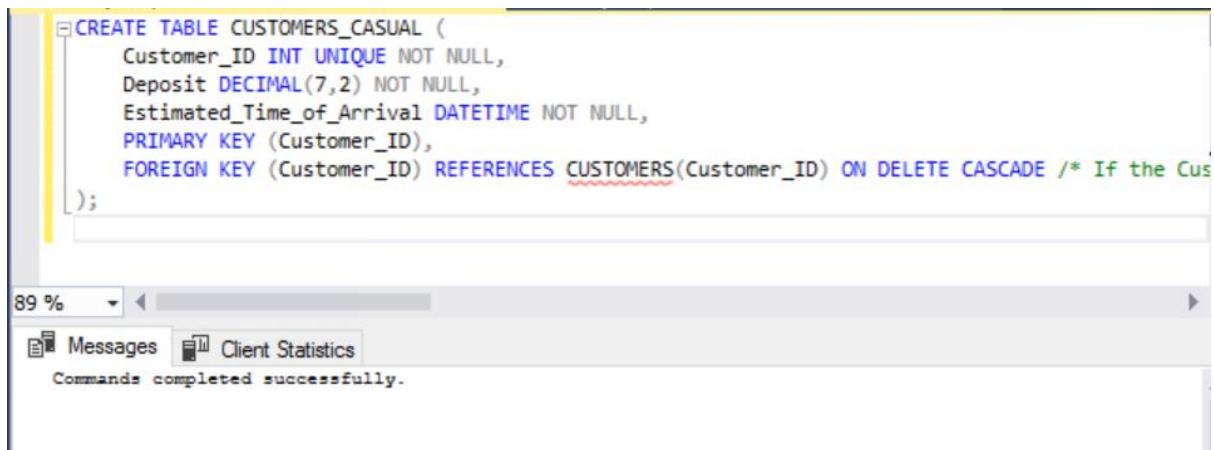 CREATE TABLE CUSTOMERS_CASUAL (
Customer_ID INT UNIQUE NOT NULL,
Deposit DECIMAL(7,2) NOT NULL,
Estimated_Time_of_Arrival DATETIME NOT NULL,
PRIMARY KEY (Customer_ID),
FOREIGN KEY (Customer_ID) REFERENCES CUSTOMERS(Customer_ID) ON DELETE CASCADE /* If the Cus
);
89 %
Messages Client Statistics
Commands completed successfully.